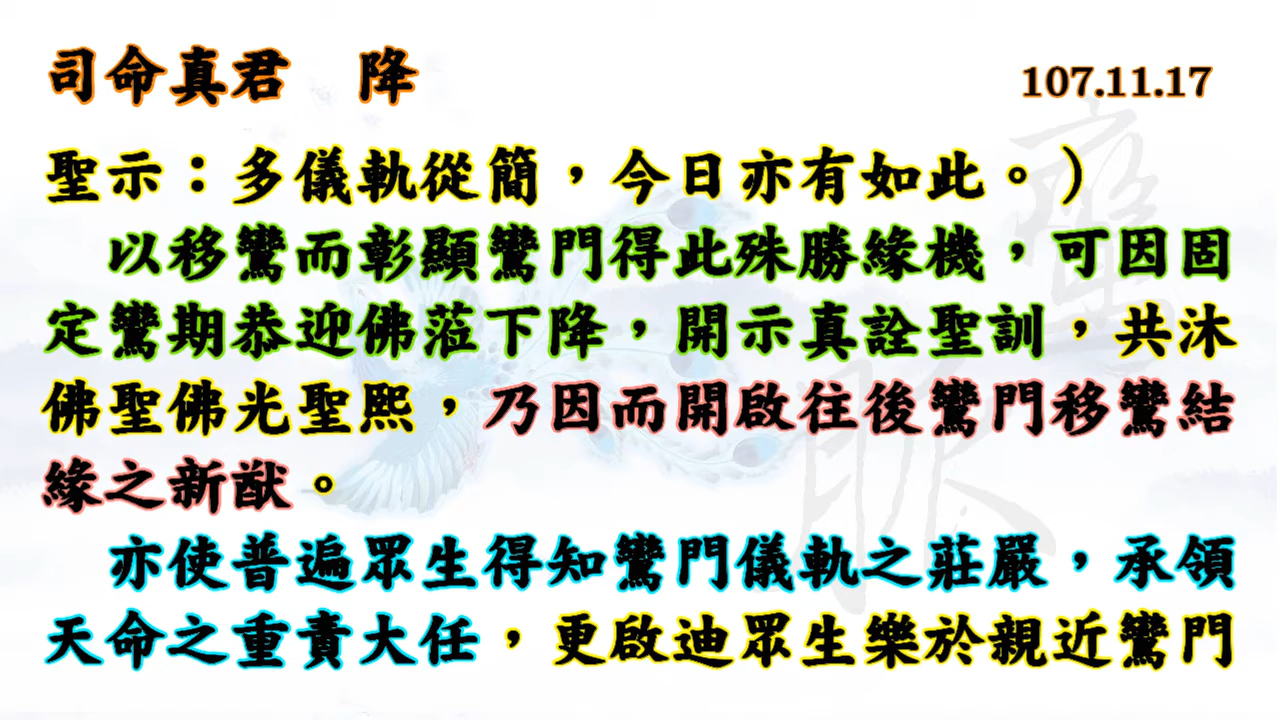 司命真君　降　107.11.17
聖示：多儀軌從簡，今日亦有如此。）
以移鸞而彰顯鸞門得此殊勝緣機，可因固
定鸞期恭迎佛蒞下降，開示真詮聖訓，共沐
佛聖佛光聖熙，乃因而開啟往後鸞門移鸞結
緣之新猷。
亦使普遍眾生得知鸞門儀軌之莊嚴，承領
天命之重責大任，更啟迪眾生樂於親近鸞門